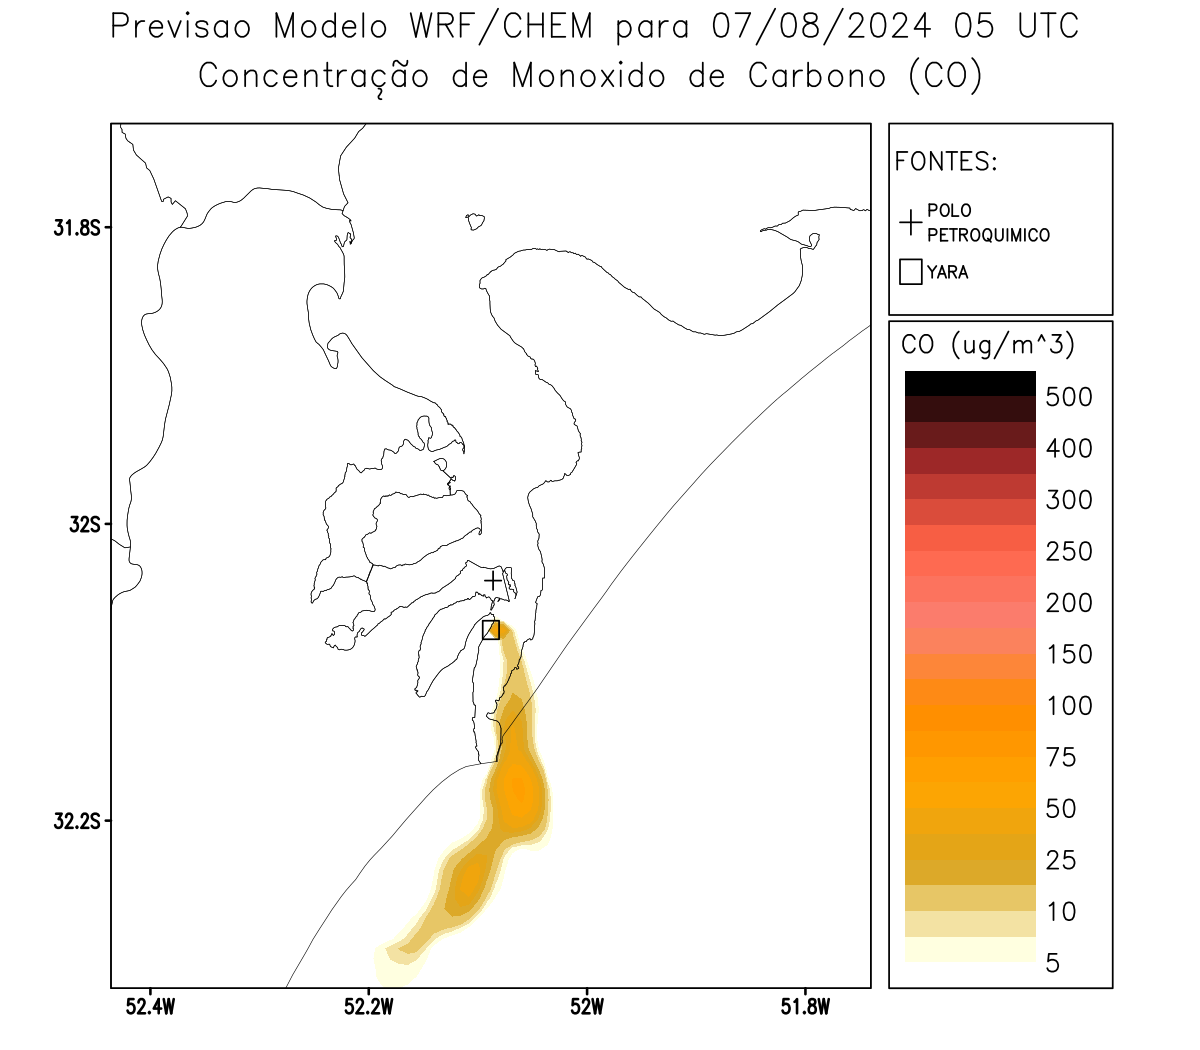 Previsao Modelo WRF/CHEM para 07/08/2024 05 UTC
Concentração de Monoxido de Carbono (CO)
FONTES:
POLO
PETROQUIMICO
YARA
CO (ug/m^3)
500
400
300
250
200
150
100
75
50
25
10
5
31.8S
32S
32.2S
52.4W
52.2W
52W
51.8W